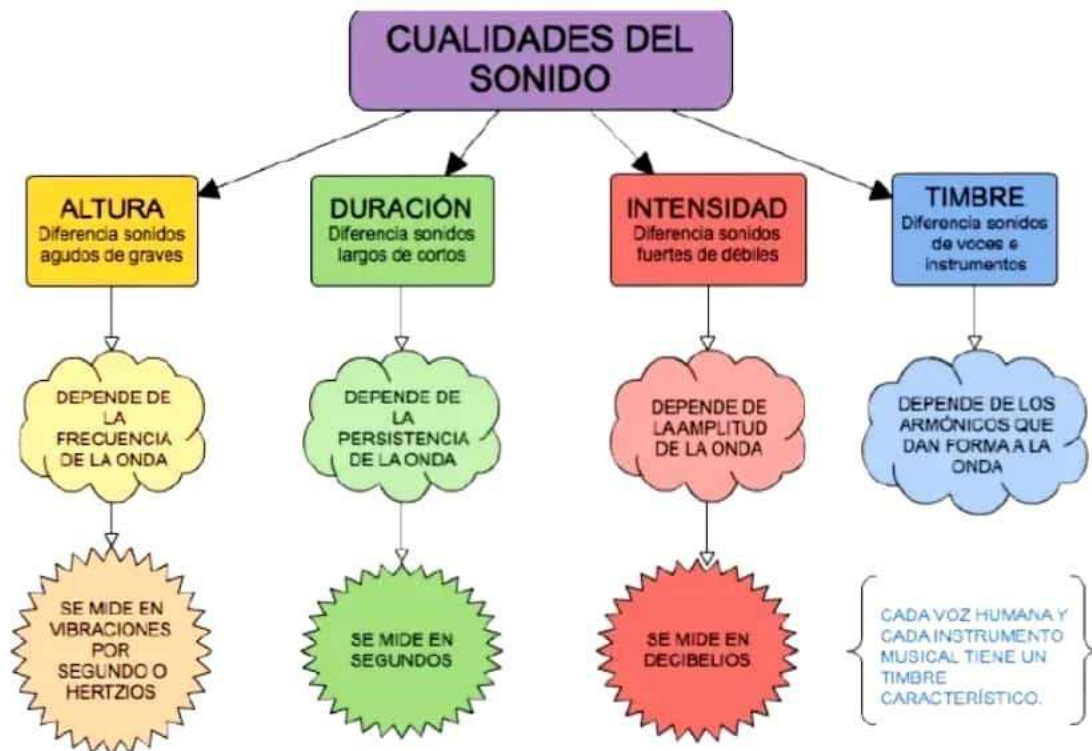 CUALIDADES DEL
SONIDO
ALTURA
Diferencia sonidos
agudos de graves
DURACIÓN
Diferencia sonidos
largos de cortos
INTENSIDAD
Diferencia sonidos
fuertes de débiles
TIMBRE
Diferencia sonidos
de voces e
instrumentos
DEPENDE DE
LA
FRECUENCIA
DE LA ONDA
DEPENDE DE
LA
PERSISTENCIA
DE LA ONDA
DEPENDE DE
LA AMPLITUD
DE LA ONDA
DEPENDE DE LOS
ARMÓNICOS QUE
DAN FORMA A LA
ONDA
SE MIDE EN
VIBRACIONES
POR
SEGUNDO O
HERTZIOS
SE MIDE EN
SEGUNDOS
SE MIDE EN
DECIBELIOS
CADA VOZ HUMANA Y
CADA INSTRUMENTO
MUSICAL TIENE UN
TIMBRE
CARACTERÍSTICO.